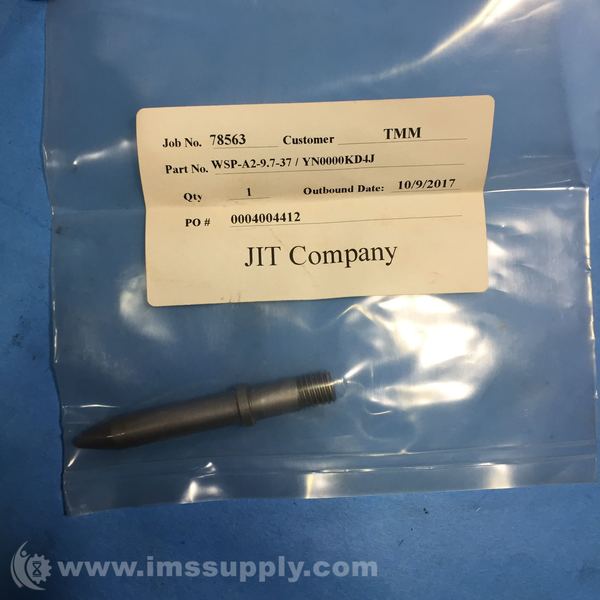 Job No. 78563 Customer TMM
Part No. WSP-A2-9.7-37 / YN0000KD4J
Qty 1 Outbound Date: 10/9/2017
PO # 0004004412
JIT Company
www.imssupply.com